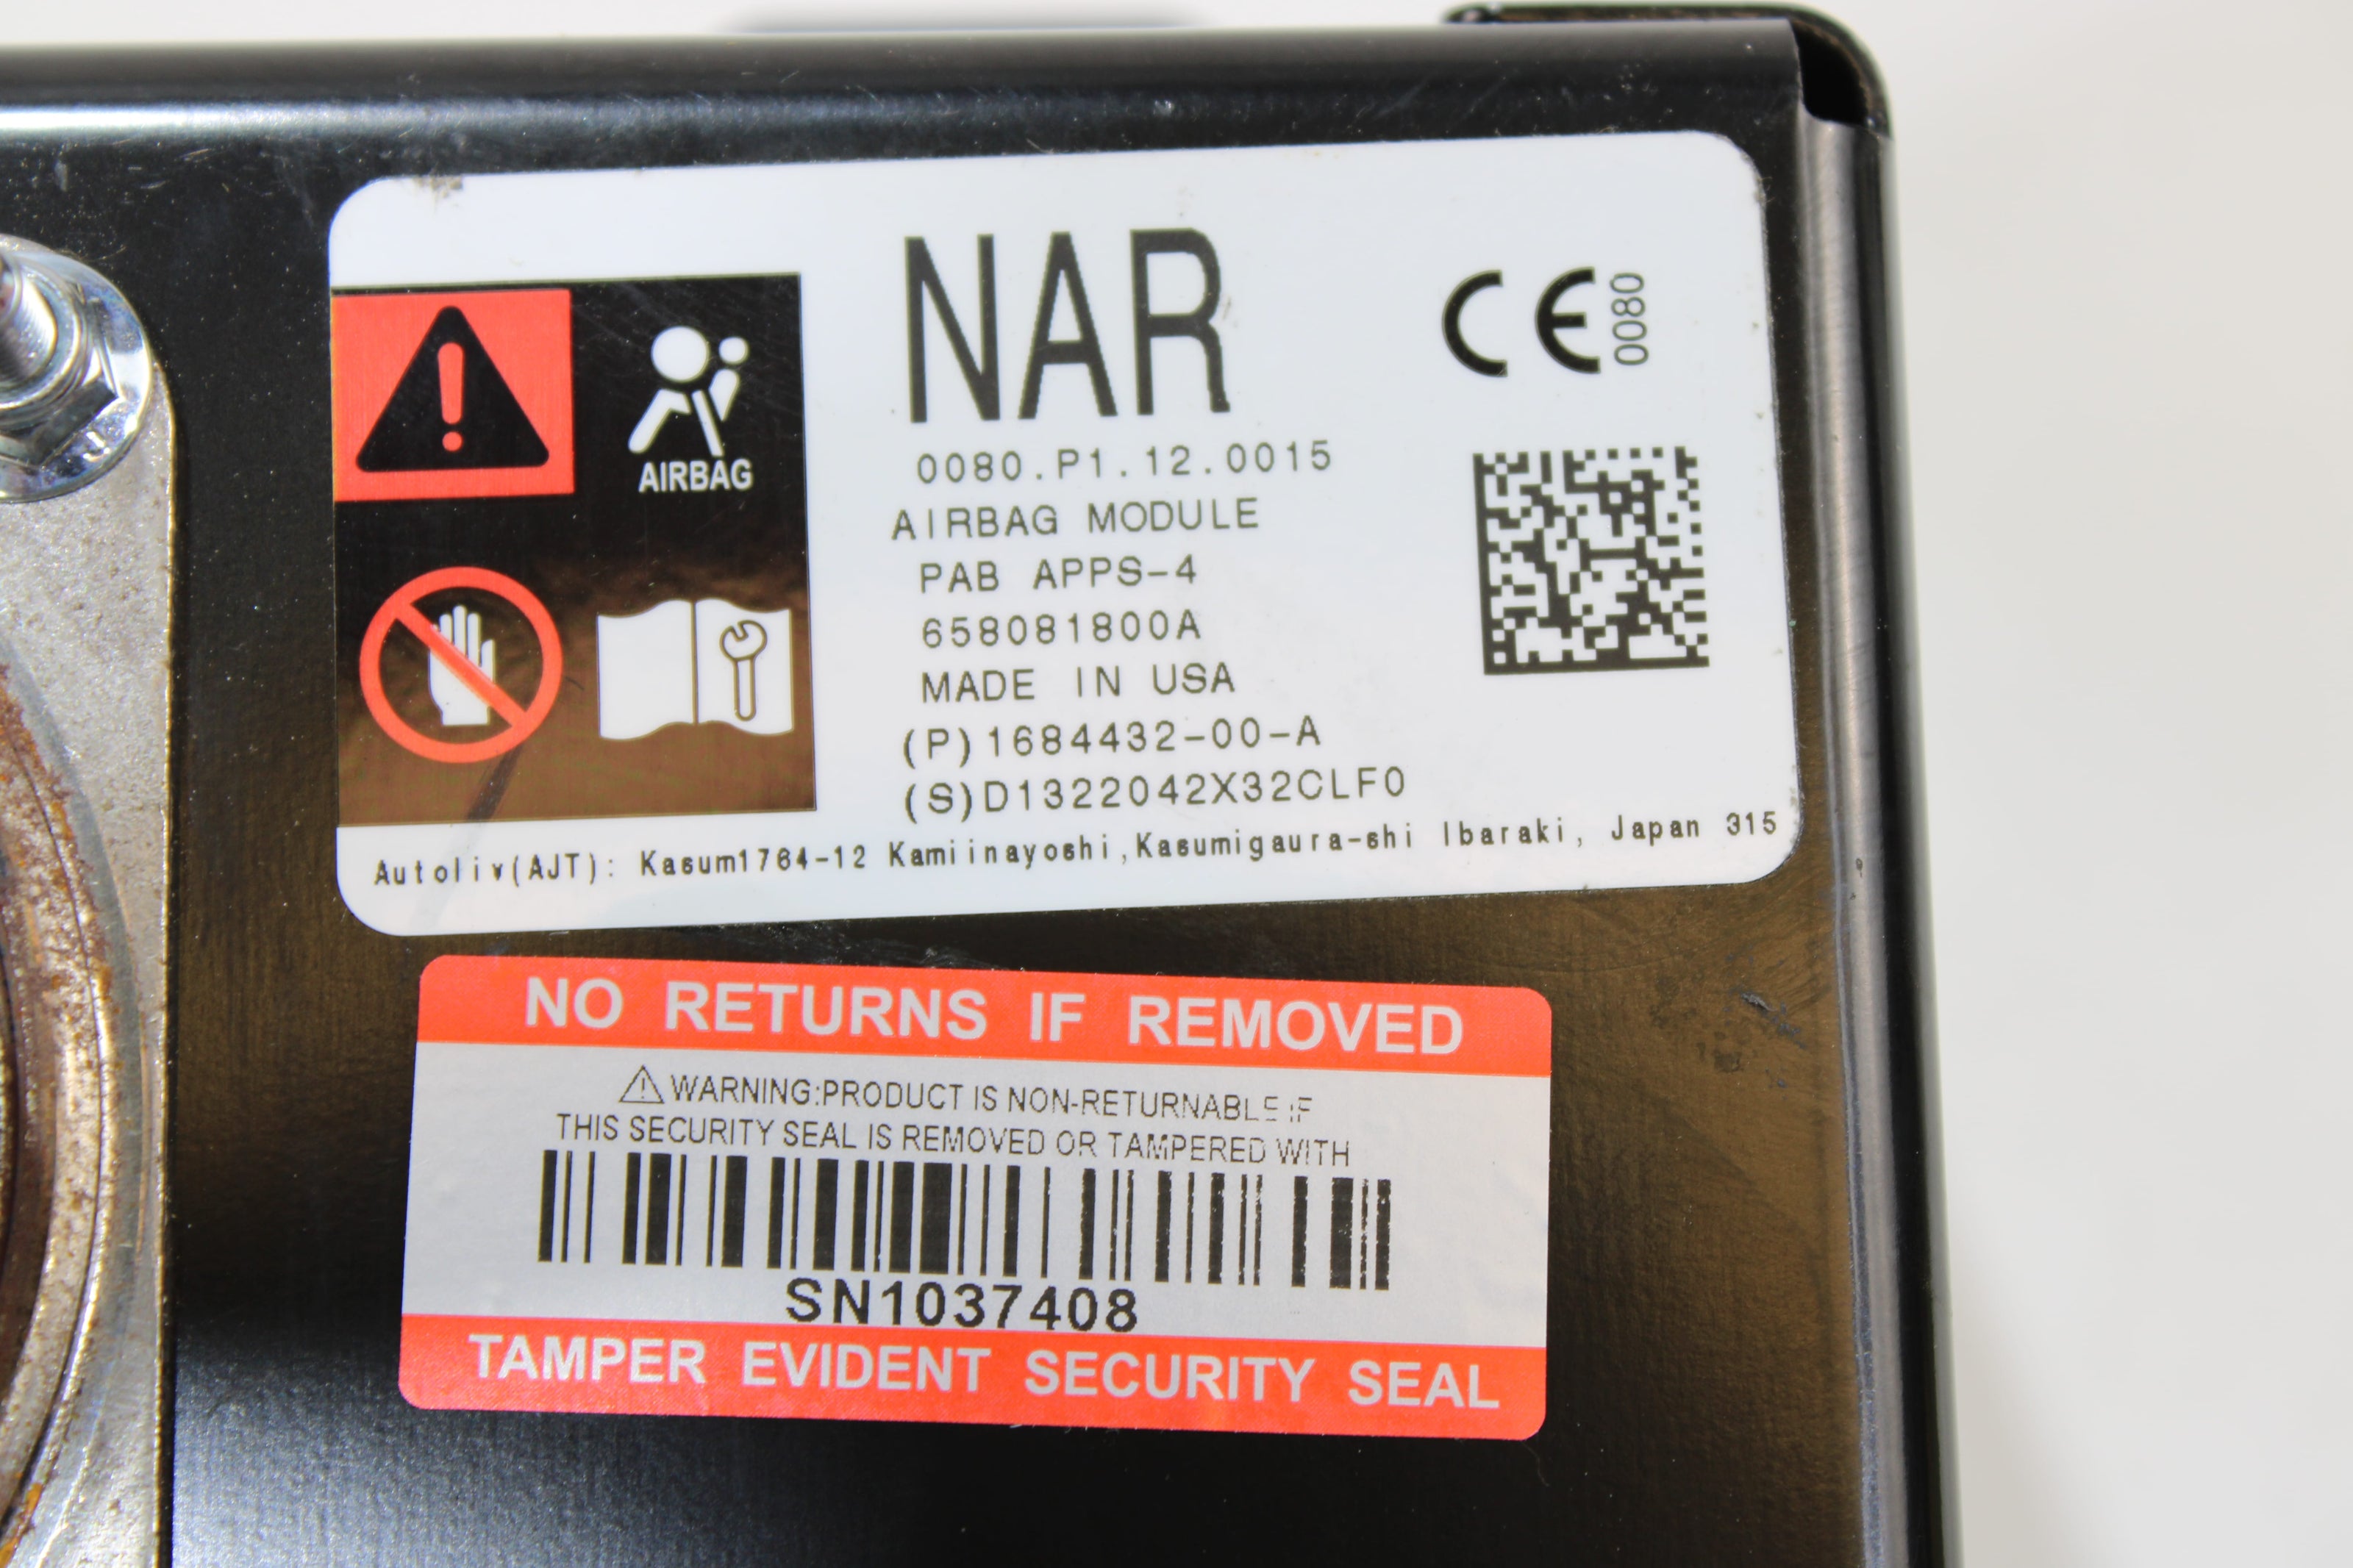 NAR
CE 0080
AIRBAG
0080.P1.12.0015
AIRBAG MODULE
PAB APPS-4
658081800A
MADE IN USA
(P)1684432-00-A
(S)D1322042X32CLF0
Autoliv(AJT): Kasum1764-12 Kamiinayoshi,Kasumigaura-shi Ibaraki, Japan 315
NO RETURNS IF REMOVED
WARNING:PRODUCT IS NON-RETURNABLE IF
THIS SECURITY SEAL IS REMOVED OR TAMPERED WITH
SN1037408
TAMPER EVIDENT SECURITY SEAL